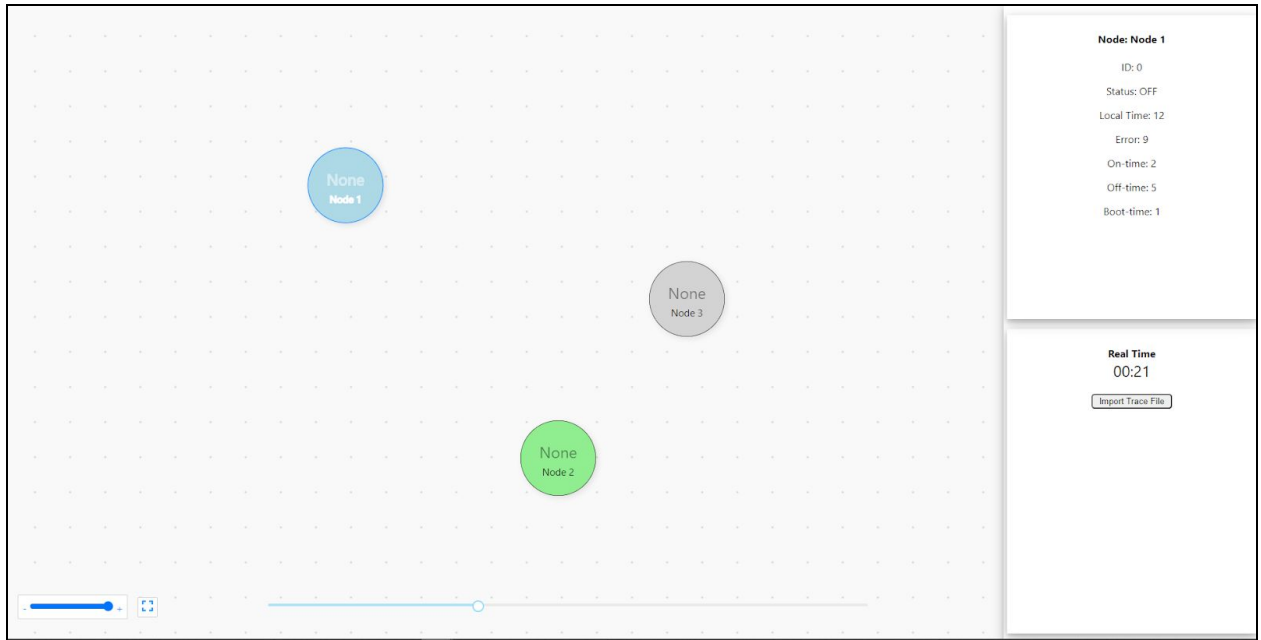 None
Node 1
None
Node 3
None
Node 2
-
+
Node: Node 1
ID: 0
Status: OFF
Local Time: 12
Error: 9
On-time: 2
Off-time: 5
Boot-time: 1
Real Time
00:21
Import Trace File